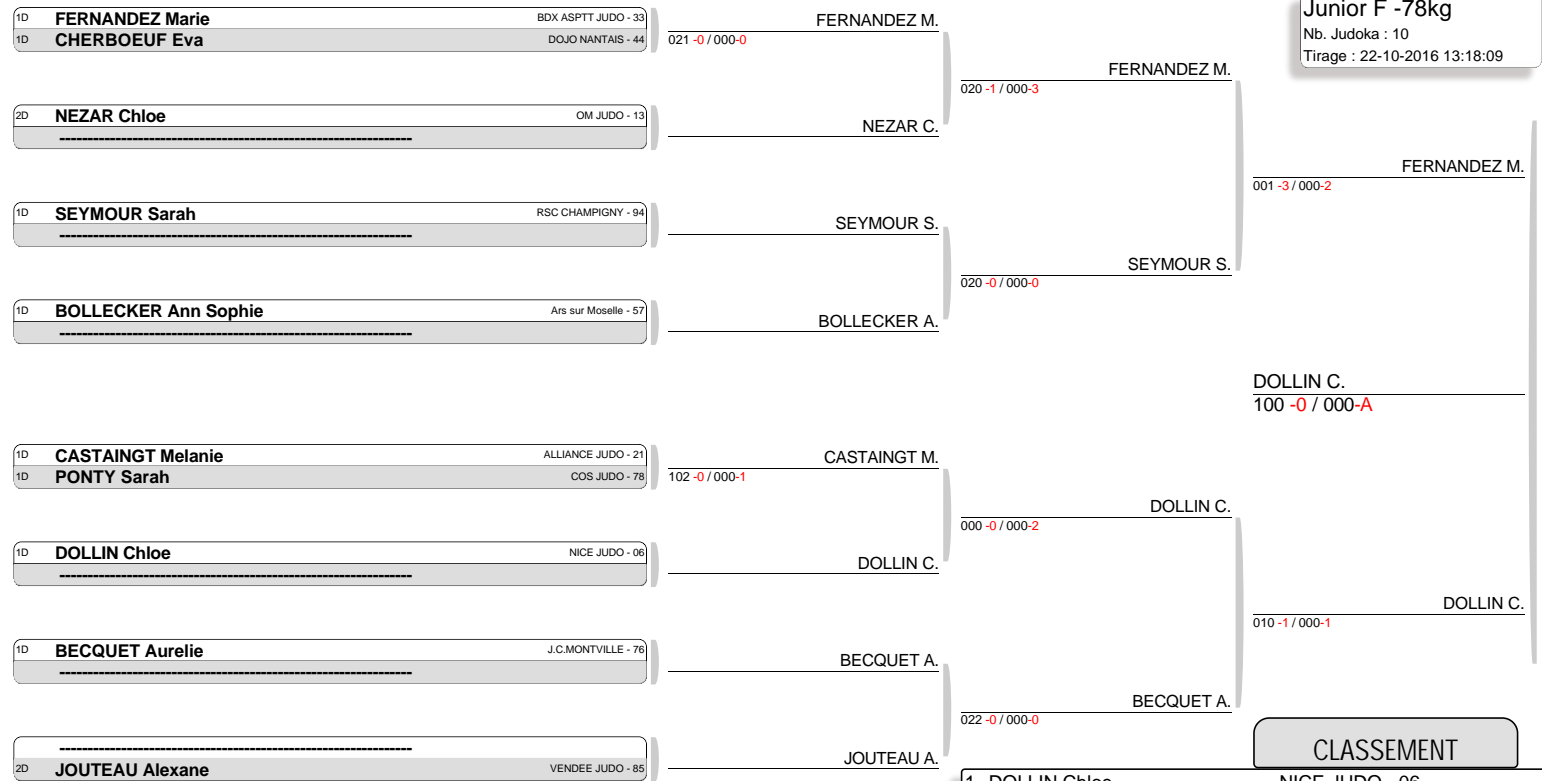 Junior F -78kg
Nb. Judoka : 10
Tirage : 22-10-2016 13:18:09
1D FERNANDEZ Marie BDX ASPTT JUDO - 33
1D CHERBOEUF Eva DOJO NANTAIS - 44
FERNANDEZ M.
021 -0 / 000-0
FERNANDEZ M.
020 -1 / 000-3
2D NEZAR Chloe OM JUDO - 13
----------------------------------------------------------------
NEZAR C.
FERNANDEZ M.
001 -3 / 000-2
1D SEYMOUR Sarah RSC CHAMPIGNY - 94
----------------------------------------------------------------
SEYMOUR S.
SEYMOUR S.
020 -0 / 000-0
1D BOLLECKER Ann Sophie Ars sur Moselle - 57
----------------------------------------------------------------
BOLLECKER A.
DOLLIN C.
100 -0 / 000-A
1D CASTAINGT Melanie ALLIANCE JUDO - 21
1D PONTY Sarah COS JUDO - 78
CASTAINGT M.
102 -0 / 000-1
DOLLIN C.
000 -0 / 000-2
1D DOLLIN Chloe NICE JUDO - 06
----------------------------------------------------------------
DOLLIN C.
DOLLIN C.
010 -1 / 000-1
1D BECQUET Aurelie J.C.MONTVILLE - 76
----------------------------------------------------------------
BECQUET A.
BECQUET A.
022 -0 / 000-0
----------------------------------------------------------------
2D JOUTEAU Alexane VENDEE JUDO - 85
JOUTEAU A.
CLASSEMENT
1 DOLLIN Chloe NICE JUDO - 06